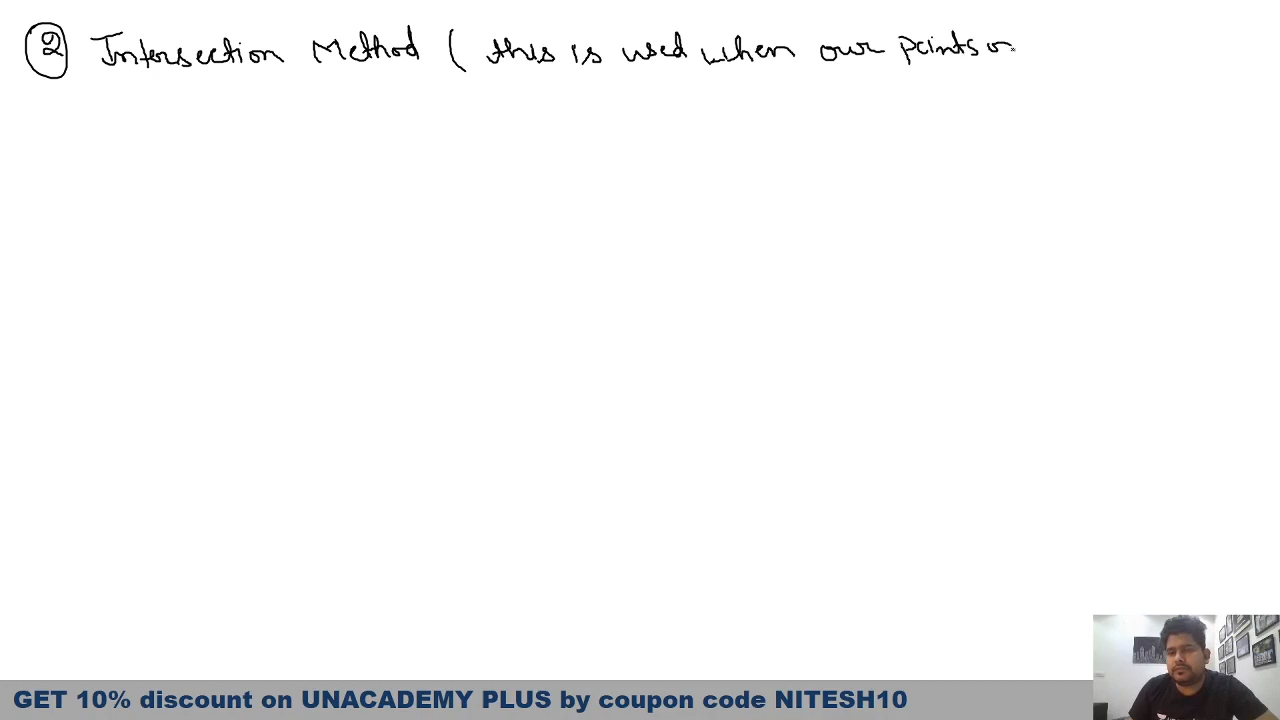 2 Intersection Method ( this is used when our points
GET 10% discount on UNACADEMY PLUS by coupon code NITESH10